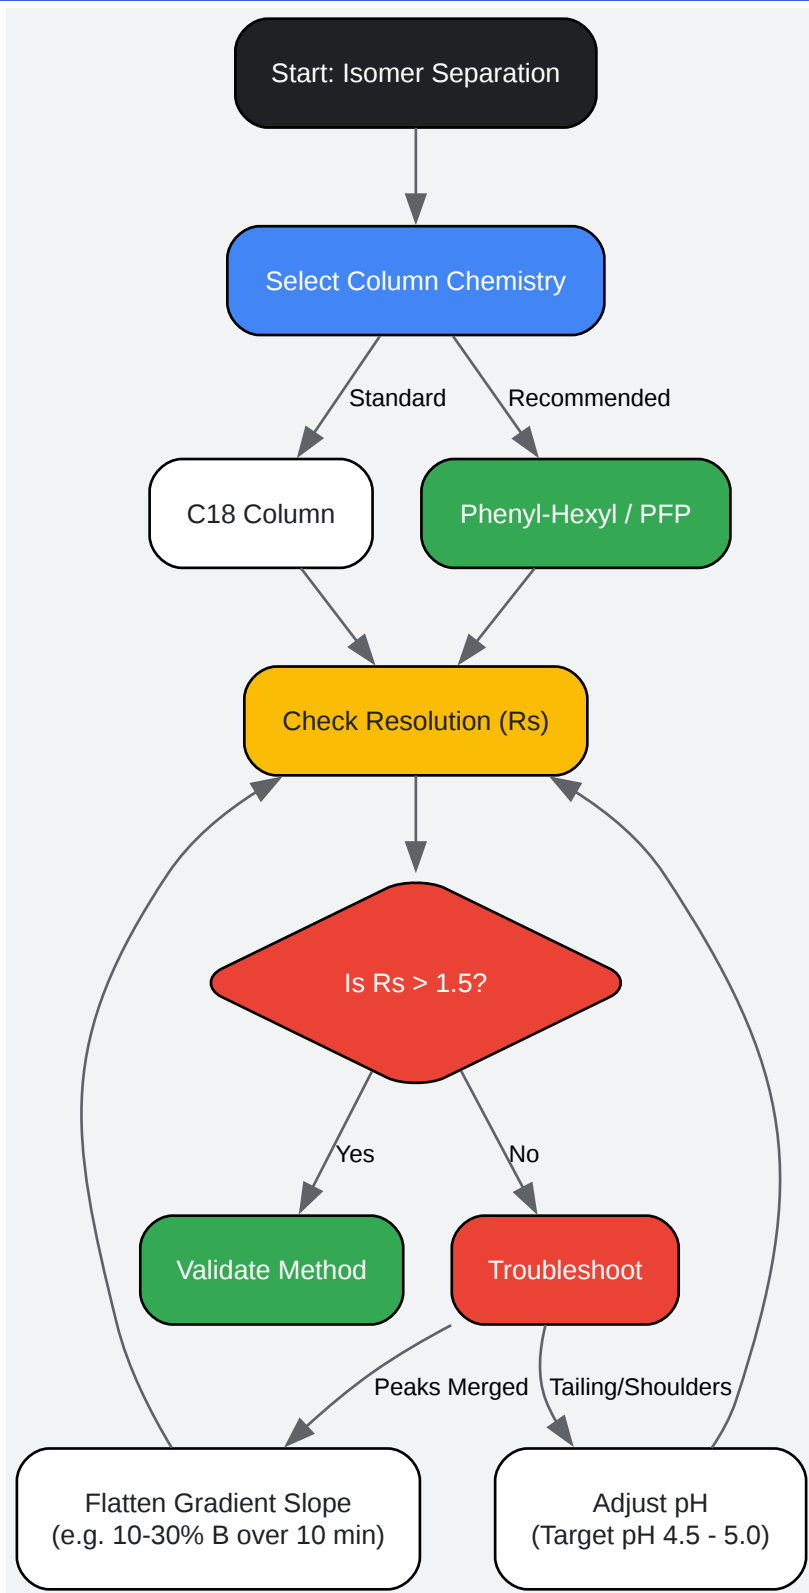 Start: Isomer Separation
Select Column Chemistry
Standard
Recommended
C18 Column
Phenyl-Hexyl / PFP
Check Resolution (Rs)
Is Rs > 1.5?
Yes
No
Validate Method
Troubleshoot
Peaks Merged
Tailing/Shoulders
Flatten Gradient Slope
(e.g. 10-30% B over 10 min)
Adjust pH
(Target pH 4.5 - 5.0)